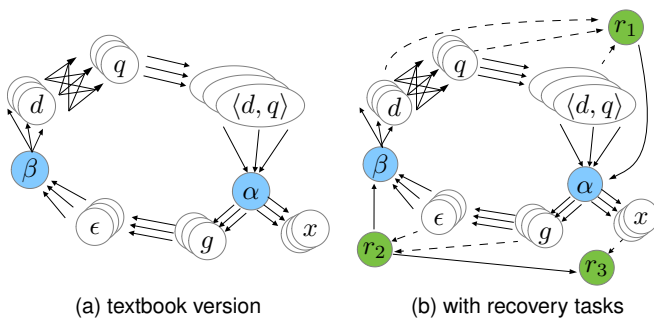 q
d
⟨d, q⟩
β
α
ϵ
g
x
(a) textbook version
r1
q
d
⟨d, q⟩
β
α
ϵ
g
x
r2
r3
(b) with recovery tasks